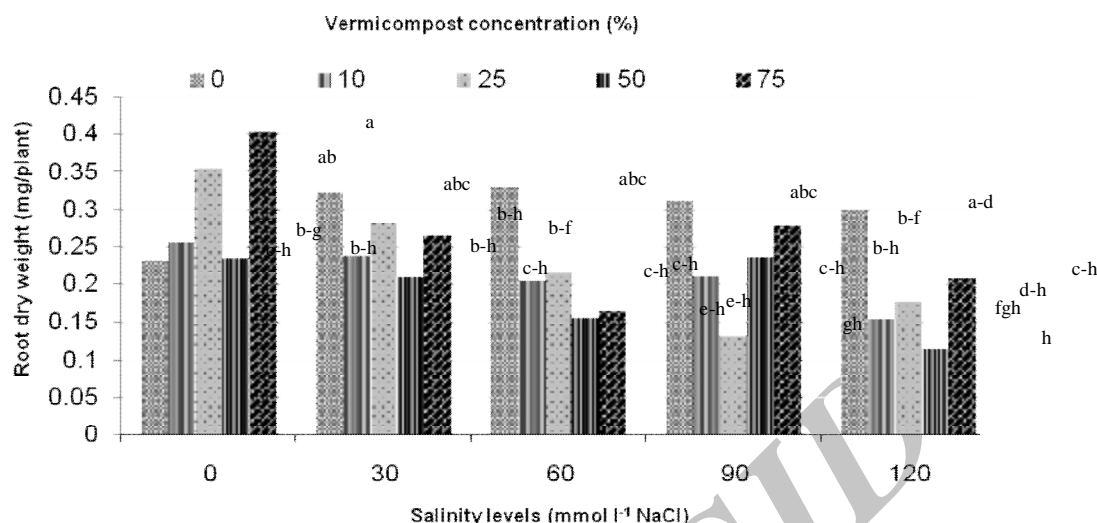 Vermicompost concentration (%)
0 10 25 50 75
Root dry weight (mg/plant)
0.45
0.4
0.35
0.3
0.25
0.2
0.15
0.1
0.05
0
a
ab
abc
abc
abc
a-d
b-g
-h
b-h
b-h
b-h
c-h
b-f
c-h
c-h
e-h
e-h
c-h
gh
b-h
b-f
fgh
d-h
h
c-h
0 30 60 90 120
Salinity levels (mmol l⁻¹ NaCl)